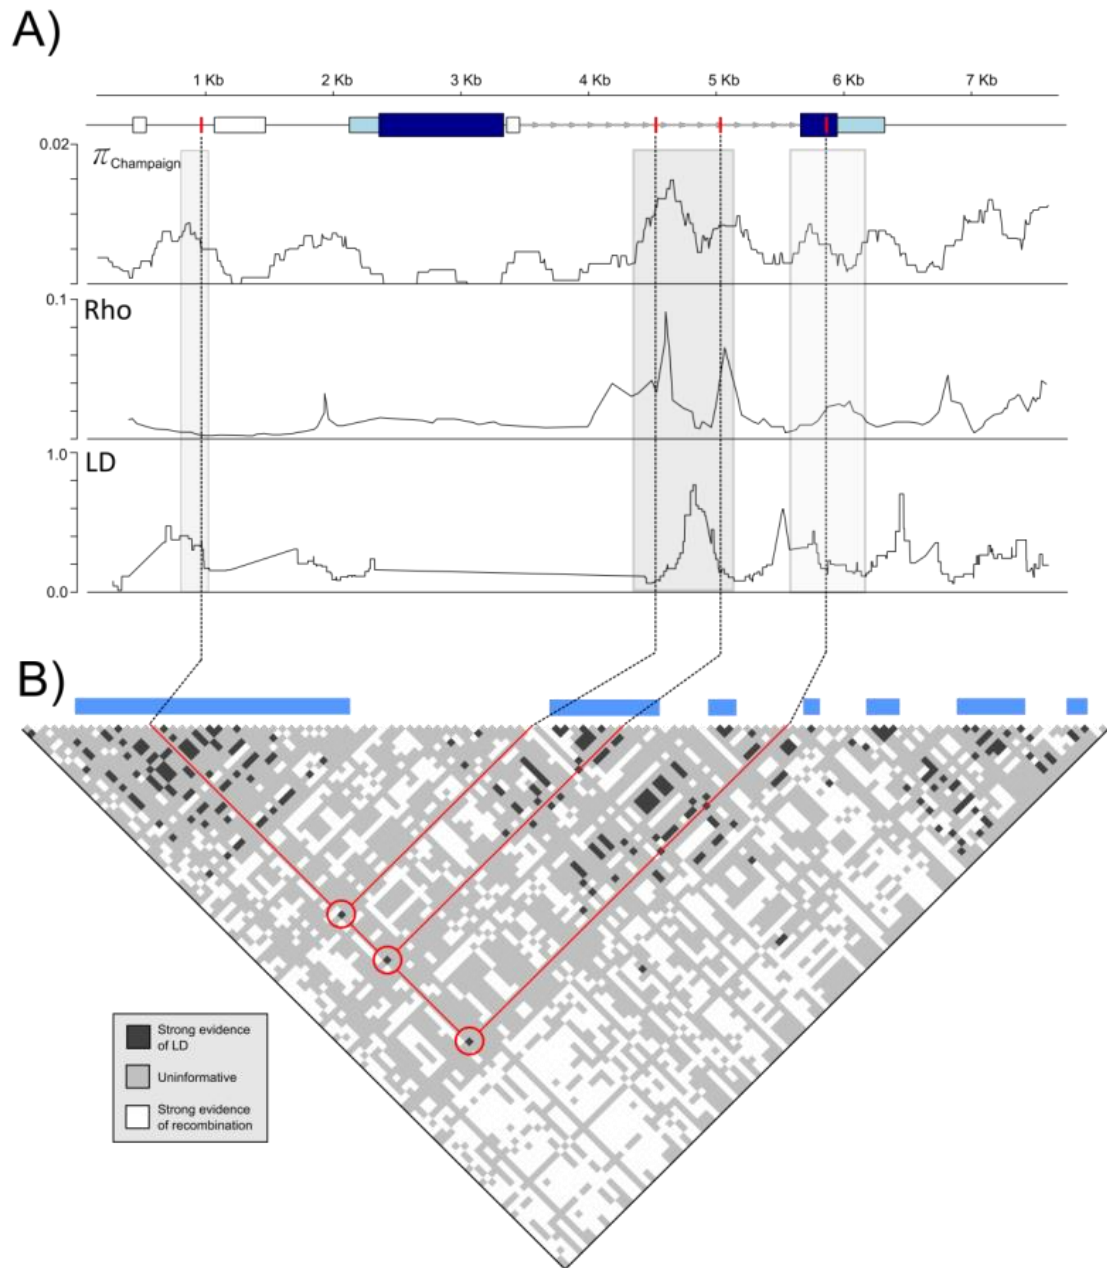 A)
1 Kb 2 Kb 3 Kb 4 Kb 5 Kb 6 Kb 7 Kb
0.02
π Champaign
0.1
Rho
1.0
LD
0.0
B)
Strong evidence
of LD
Uninformative
Strong evidence
of recombination